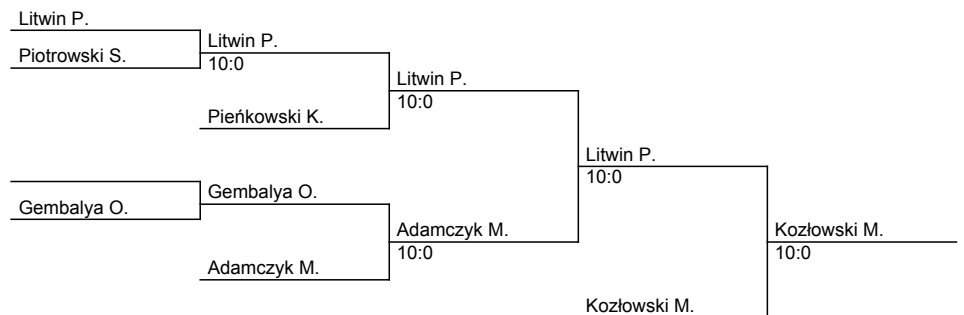 Litwin P.
Piotrowski S.
Litwin P.
10:0
Pieńkowski K.
Litwin P.
10:0
Gembalya O.
Gembalya O.
Adamczyk M.
Adamczyk M.
10:0
Litwin P.
10:0
Kozłowski M.
Kozłowski M.
10:0